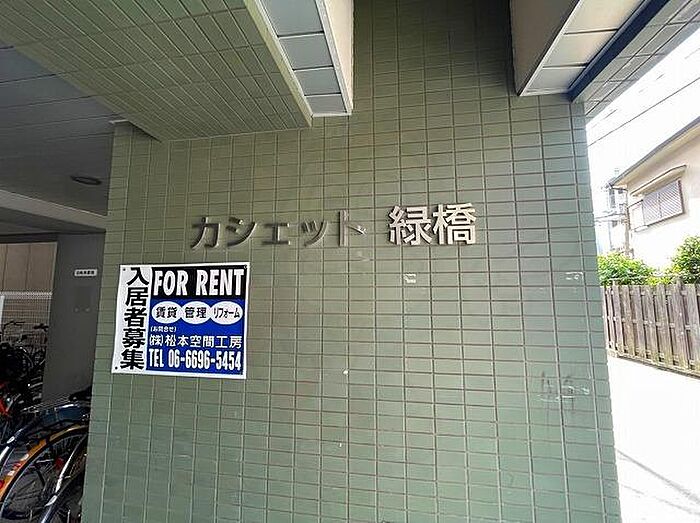 カシェット 緑橋
入居者募集
FOR RENT
賃貸 管理 リフォーム
《お問合せ》
(株)松本空間工房
TEL 06-6696-5454